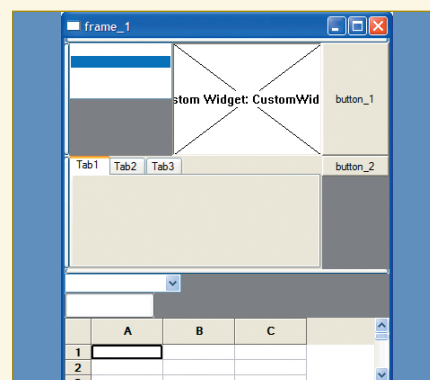 frame_1
stom Widget: CustomWid
button_1
Tab1 Tab2 Tab3
button_2
A B C
1
2